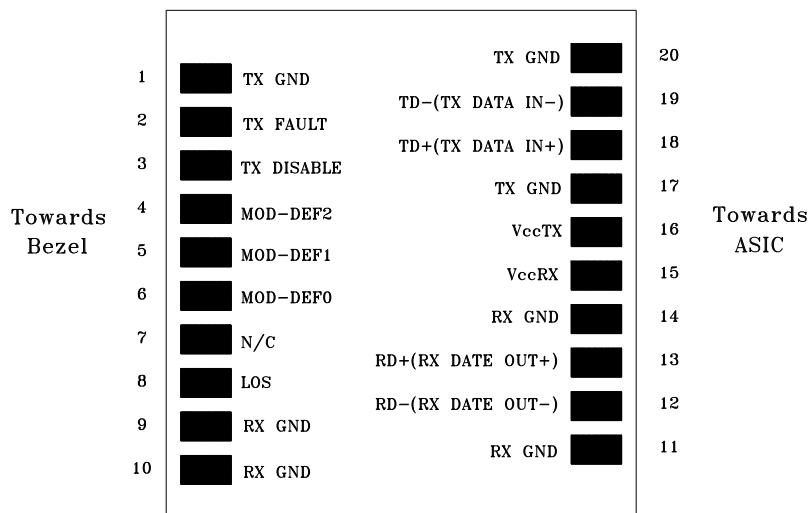 Towards
Bezel
1 TX GND
2 TX FAULT
3 TX DISABLE
4 MOD-DEF2
5 MOD-DEF1
6 MOD-DEF0
7 N/C
8 LOS
9 RX GND
10 RX GND
TX GND 20
TD-(TX DATA IN-) 19
TD+(TX DATA IN+) 18
TX GND 17
VccTX 16
VccRX 15
RX GND 14
RD+(RX DATE OUT+) 13
RD-(RX DATE OUT-) 12
RX GND 11
Towards
ASIC